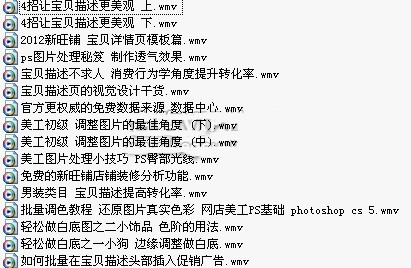 4招让宝贝描述更美观 上.wmv
4招让宝贝描述更美观 下.wmv
2012新旺铺 宝贝详情页模板篇.wmv
ps图片处理秘笈 制作透气效果.wmv
宝贝描述不求人 消费行为学角度提升转化率.wmv
宝贝描述页的视觉设计干货.wmv
官方更权威的免费数据来源_数据中心.wmv
美工初级 调整图片的最佳角度 (下).wmv
美工初级 调整图片的最佳角度 (中).wmv
美工图片处理小技巧 PS臀部光线.wmv
免费的新旺铺店铺装修分析功能.wmv
男装类目 宝贝描述提高转化率.wmv
批量调色教程 还原图片真实色彩 网店美工PS基础 photoshop cs 5.wmv
轻松做白底图之二小饰品 色阶的用法.wmv
轻松做白底之一小狗 边缘调整做白底.wmv
如何批量在宝贝描述头部插入促销广告.wmv